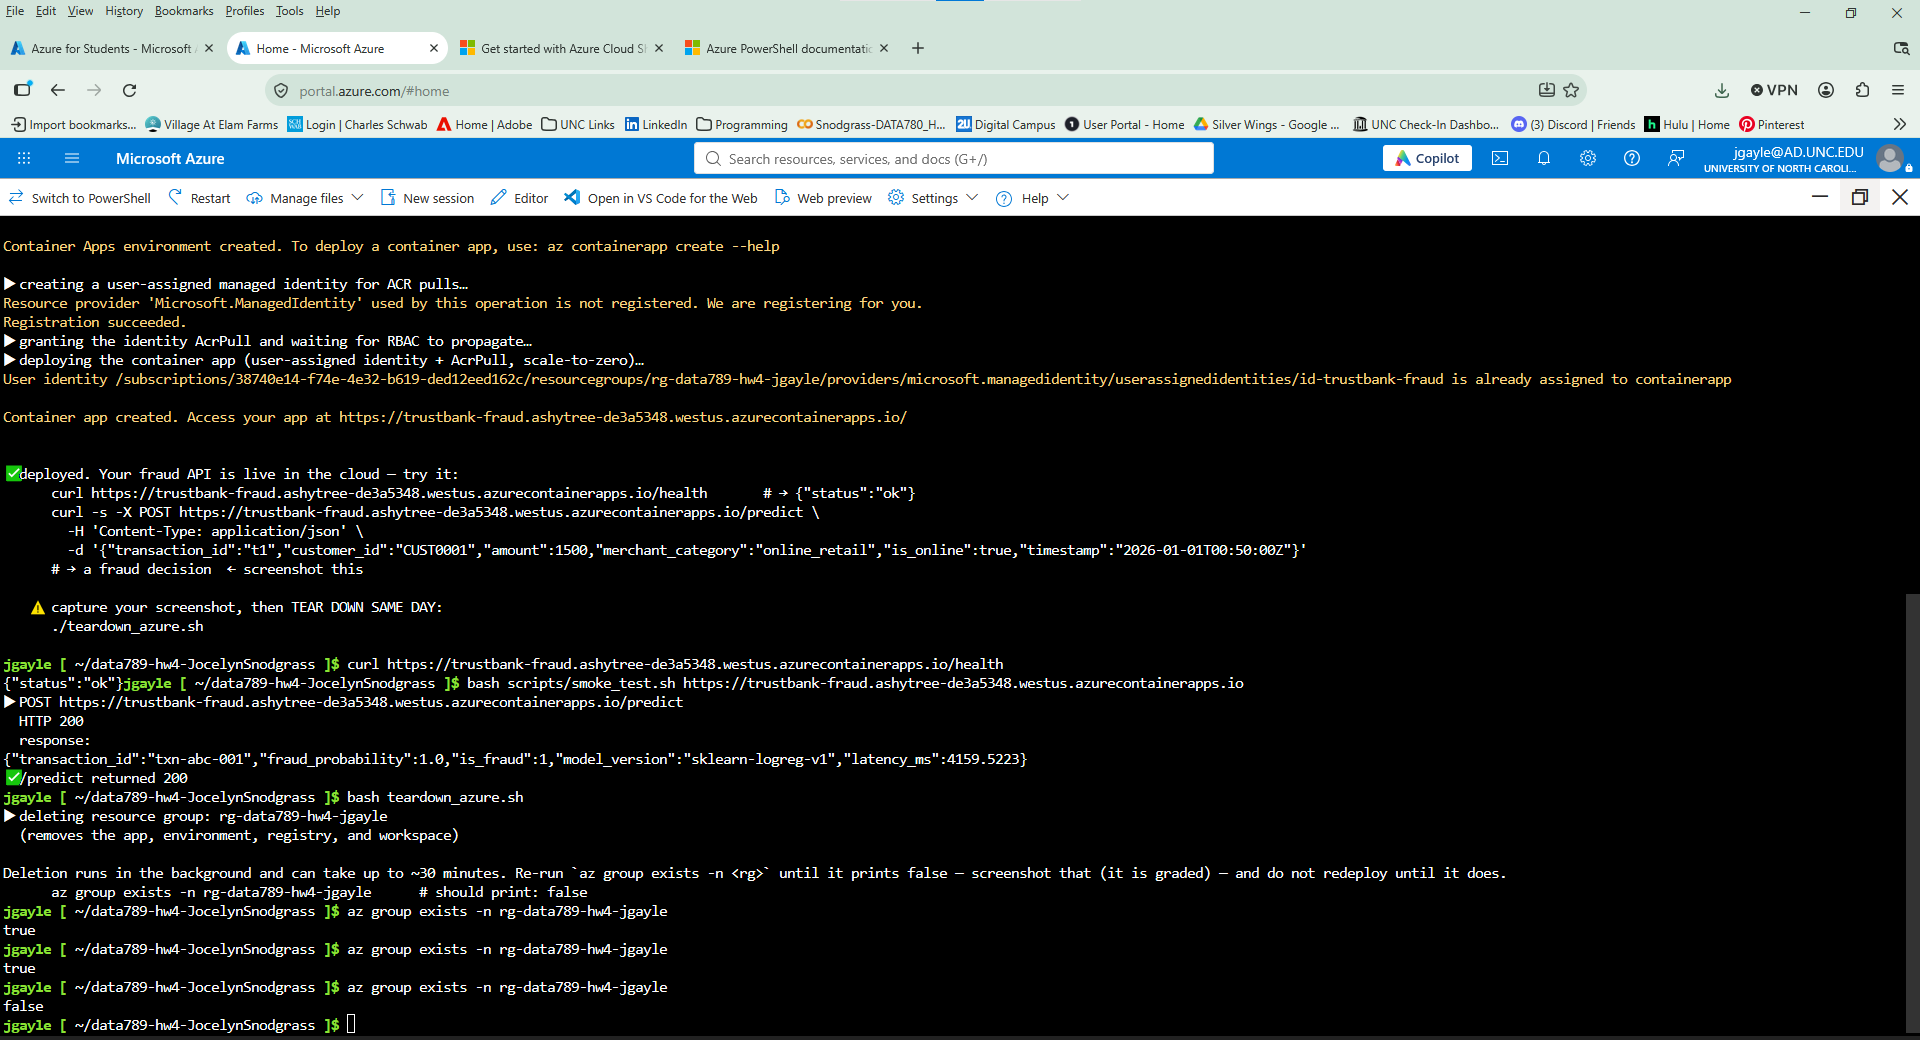 File Edit View History Bookmarks Profiles Tools Help
Azure for Students - Microsoft
Home - Microsoft Azure
Get started with Azure Cloud Sh
Azure PowerShell documentatio
portal.azure.com/#home
VPN
Import bookmarks...
Village At Elam Farms
Login | Charles Schwab
Home | Adobe
UNC Links
LinkedIn
Programming
Snodgrass-DATA780_H...
Digital Campus
User Portal - Home
Silver Wings - Google ...
UNC Check-In Dashbo...
(3) Discord | Friends
Hulu | Home
Pinterest
Microsoft Azure
Search resources, services, and docs (G+/)
Copilot
jgayle@AD.UNC.EDU
UNIVERSITY OF NORTH CAROLI...
Switch to PowerShell
Restart
Manage files
New session
Editor
Open in VS Code for the Web
Web preview
Settings
Help
Container Apps environment created. To deploy a container app, use: az containerapp create --help
▶ creating a user-assigned managed identity for ACR pulls…
Resource provider 'Microsoft.ManagedIdentity' used by this operation is not registered. We are registering for you.
Registration succeeded.
▶ granting the identity AcrPull and waiting for RBAC to propagate…
▶ deploying the container app (user-assigned identity + AcrPull, scale-to-zero)…
User identity /subscriptions/38740e14-f74e-4e32-b619-ded12eed162c/resourcegroups/rg-data789-hw4-jgayle/providers/microsoft.managedidentity/userassignedidentities/id-trustbank-fraud is already assigned to containerapp
Container app created. Access your app at https://trustbank-fraud.ashytree-de3a5348.westus.azurecontainerapps.io/
✅deployed. Your fraud API is live in the cloud — try it:
curl https://trustbank-fraud.ashytree-de3a5348.westus.azurecontainerapps.io/health # → {"status":"ok"}
curl -s -X POST https://trustbank-fraud.ashytree-de3a5348.westus.azurecontainerapps.io/predict \
-H 'Content-Type: application/json' \
-d '{"transaction_id":"t1","customer_id":"CUST0001","amount":1500,"merchant_category":"online_retail","is_online":true,"timestamp":"2026-01-01T00:50:00Z"}'
# → a fraud decision ← screenshot this
⚠️ capture your screenshot, then TEAR DOWN SAME DAY:
./teardown_azure.sh
jgayle [ ~/data789-hw4-JocelynSnodgrass ]$ curl https://trustbank-fraud.ashytree-de3a5348.westus.azurecontainerapps.io/health
{"status":"ok"}jgayle [ ~/data789-hw4-JocelynSnodgrass ]$ bash scripts/smoke_test.sh https://trustbank-fraud.ashytree-de3a5348.westus.azurecontainerapps.io
▶ POST https://trustbank-fraud.ashytree-de3a5348.westus.azurecontainerapps.io/predict
HTTP 200
response:
{"transaction_id":"txn-abc-001","fraud_probability":1.0,"is_fraud":1,"model_version":"sklearn-logreg-v1","latency_ms":4159.5223}
✅/predict returned 200
jgayle [ ~/data789-hw4-JocelynSnodgrass ]$ bash teardown_azure.sh
▶ deleting resource group: rg-data789-hw4-jgayle
(removes the app, environment, registry, and workspace)
Deletion runs in the background and can take up to ~30 minutes. Re-run `az group exists -n <rg>` until it prints false — screenshot that (it is graded) — and do not redeploy until it does.
az group exists -n rg-data789-hw4-jgayle # should print: false
jgayle [ ~/data789-hw4-JocelynSnodgrass ]$ az group exists -n rg-data789-hw4-jgayle
true
jgayle [ ~/data789-hw4-JocelynSnodgrass ]$ az group exists -n rg-data789-hw4-jgayle
true
jgayle [ ~/data789-hw4-JocelynSnodgrass ]$ az group exists -n rg-data789-hw4-jgayle
false
jgayle [ ~/data789-hw4-JocelynSnodgrass ]$